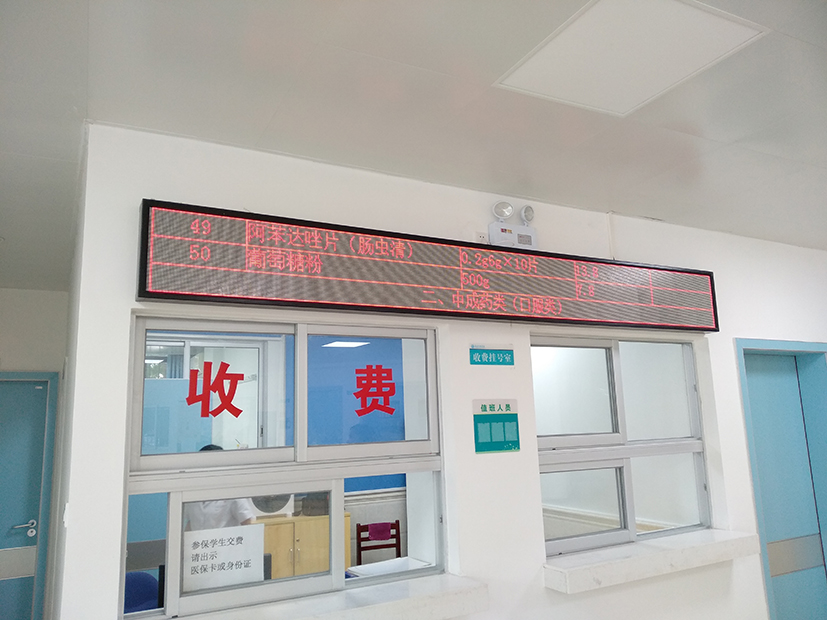 49 阿苯达唑片（肠虫清） 0.2g6g×10片
50 葡萄糖粉 500g
二、中成药类（口服类）
收费
收费挂号室
值班人员
参保学生交费
请出示
医保卡或身份证